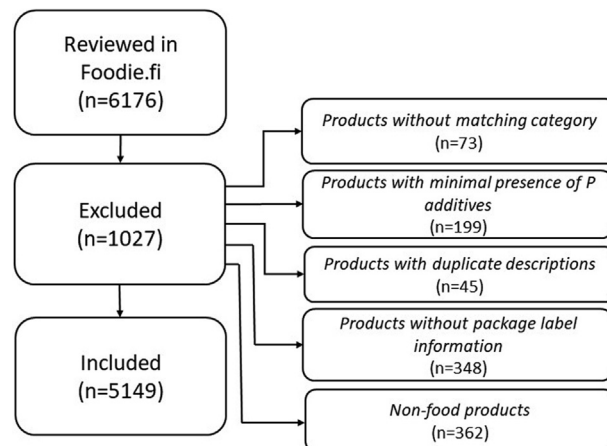 Reviewed in
Foodie.fi
(n=6176)
Excluded
(n=1027)
Included
(n=5149)
Products without matching category
(n=73)
Products with minimal presence of P
additives
(n=199)
Products with duplicate descriptions
(n=45)
Products without package label
information
(n=348)
Non-food products
(n=362)